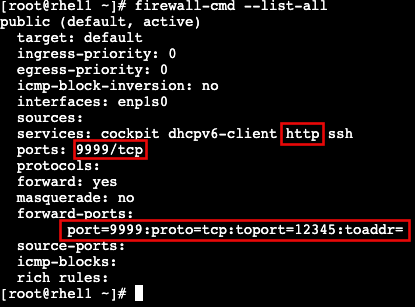 [root@rhel1 ~]# firewall-cmd --list-all
public (default, active)
  target: default
  ingress-priority: 0
  egress-priority: 0
  icmp-block-inversion: no
  interfaces: enp1s0
  sources:
  services: cockpit dhcpv6-client http ssh
  ports: 9999/tcp
  protocols:
  forward: yes
  masquerade: no
  forward-ports:
        port=9999:proto=tcp:toport=12345:toaddr=
  source-ports:
  icmp-blocks:
  rich rules:
[root@rhel1 ~]#